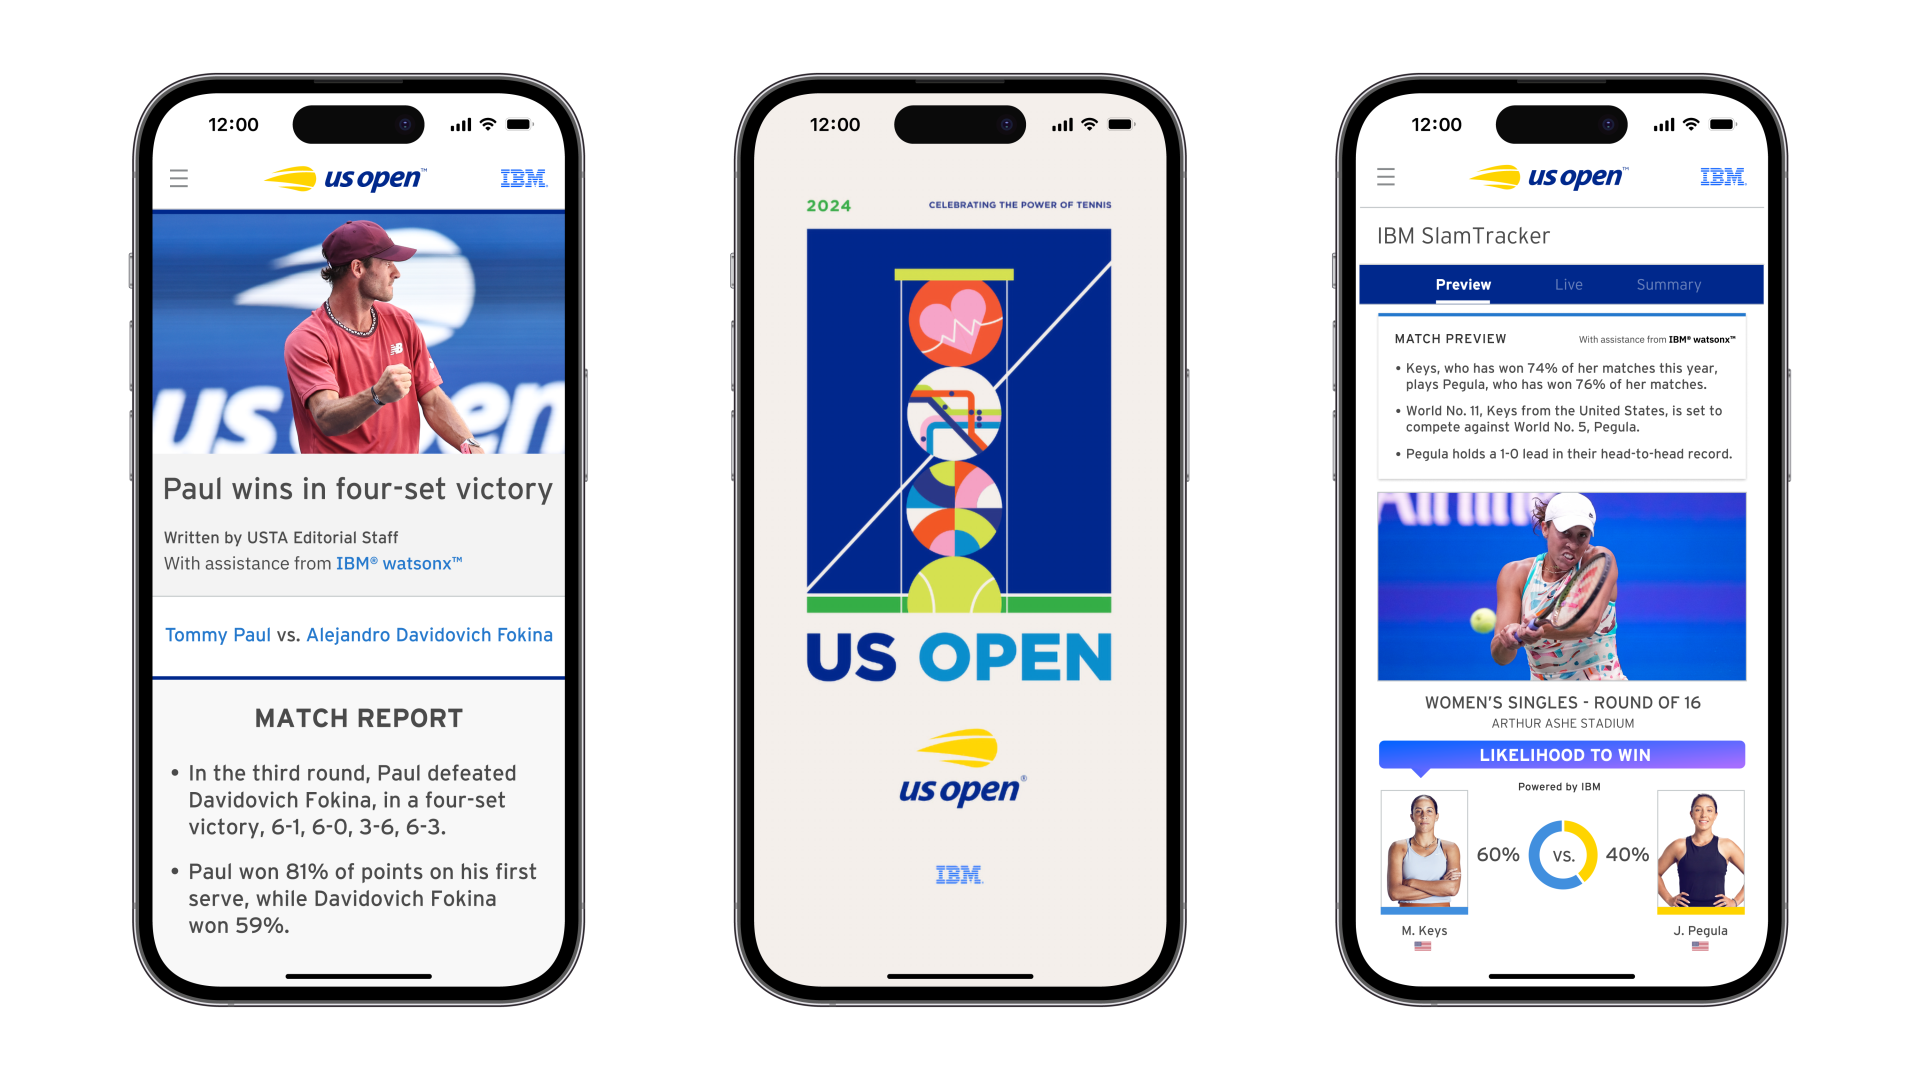 12:00
us open™
IBM
us open
Paul wins in four-set victory
Written by USTA Editorial Staff
With assistance from IBM® watsonx™
Tommy Paul vs. Alejandro Davidovich Fokina
MATCH REPORT
• In the third round, Paul defeated
Davidovich Fokina, in a four-set
victory, 6-1, 6-0, 3-6, 6-3.
• Paul won 81% of points on his first
serve, while Davidovich Fokina
won 59%.
12:00
2024
CELEBRATING THE POWER OF TENNIS
US OPEN
us open®
IBM
12:00
us open™
IBM
IBM SlamTracker
Preview
Live
Summary
MATCH PREVIEW
With assistance from IBM® watsonx™
• Keys, who has won 74% of her matches this year,
plays Pegula, who has won 76% of her matches.
• World No. 11, Keys from the United States, is set to
compete against World No. 5, Pegula.
• Pegula holds a 1-0 lead in their head-to-head record.
WOMEN'S SINGLES - ROUND OF 16
ARTHUR ASHE STADIUM
LIKELIHOOD TO WIN
Powered by IBM
60%
VS.
40%
M. Keys
J. Pegula